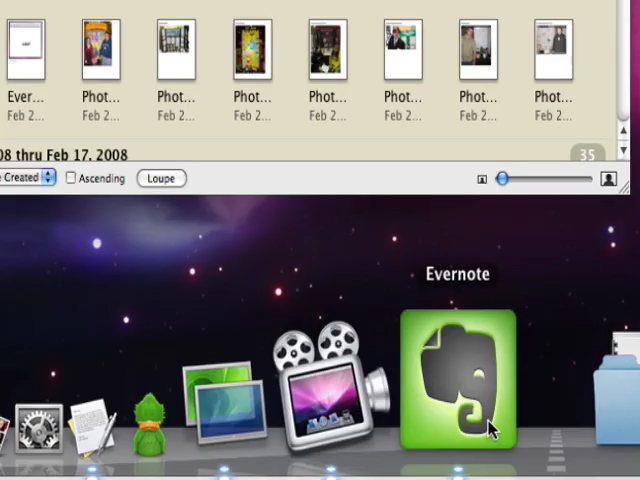 Ever... Phot... Phot... Phot... Phot... Phot... Phot... Phot...
Feb 2... Feb 2... Feb 2... Feb 2... Feb 2... Feb 2... Feb 2... Feb 2...
08 thru Feb 17, 2008 35
e Created Ascending Loupe
Evernote